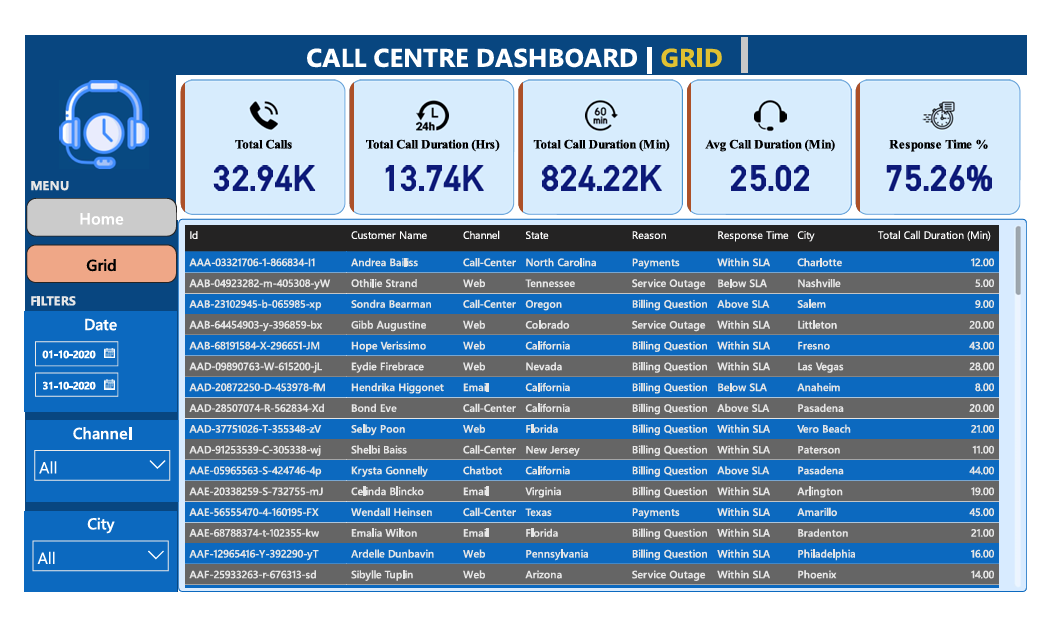 CALL CENTRE DASHBOARD | GRID
24h
60 min
Total Calls
32.94K
Total Call Duration (Hrs)
13.74K
Total Call Duration (Min)
824.22K
Avg Call Duration (Min)
25.02
Response Time %
75.26%
MENU
Home
Grid
FILTERS
Date
01-10-2020
31-10-2020
Channel
All
City
All
Id Customer Name Channel State Reason Response Time City Total Call Duration (Min)
AAA-03321706-1-866834-l1 Andrea Bailiss Call-Center North Carolina Payments Within SLA Charlotte 12.00
AAB-04923282-m-405308-yW Othilie Strand Web Tennessee Service Outage Below SLA Nashville 5.00
AAB-23102945-b-065985-xp Sondra Bearman Call-Center Oregon Billing Question Above SLA Salem 9.00
AAB-64454903-y-396859-bx Gibb Augustine Web Colorado Service Outage Within SLA Littleton 20.00
AAB-68191584-X-296651-JM Hope Verissimo Web California Billing Question Within SLA Fresno 43.00
AAD-09890763-W-615200-jL Eydie Firebrace Web Nevada Billing Question Within SLA Las Vegas 28.00
AAD-20872250-D-453978-fM Hendrika Higgonet Email California Billing Question Below SLA Anaheim 8.00
AAD-28507074-R-562834-Xd Bond Eve Call-Center California Billing Question Above SLA Pasadena 20.00
AAD-37751026-T-355348-zV Selby Poon Web Florida Billing Question Within SLA Vero Beach 21.00
AAD-91253539-C-305338-wj Shelbi Baiss Call-Center New Jersey Billing Question Within SLA Paterson 11.00
AAE-05965563-S-424746-4p Krysta Gonnelly Chatbot California Billing Question Above SLA Pasadena 44.00
AAE-20338259-S-732755-mJ Celinda Blincko Email Virginia Billing Question Within SLA Arlington 19.00
AAE-56555470-4-160195-FX Wendall Heinsen Call-Center Texas Payments Within SLA Amarillo 45.00
AAE-68788374-t-102355-kw Emalia Wilton Email Florida Billing Question Within SLA Bradenton 21.00
AAF-12965416-Y-392290-yT Ardelle Dunbavin Web Pennsylvania Billing Question Within SLA Philadelphia 16.00
AAF-25933263-r-676313-sd Sibylle Tuplin Web Arizona Service Outage Within SLA Phoenix 14.00